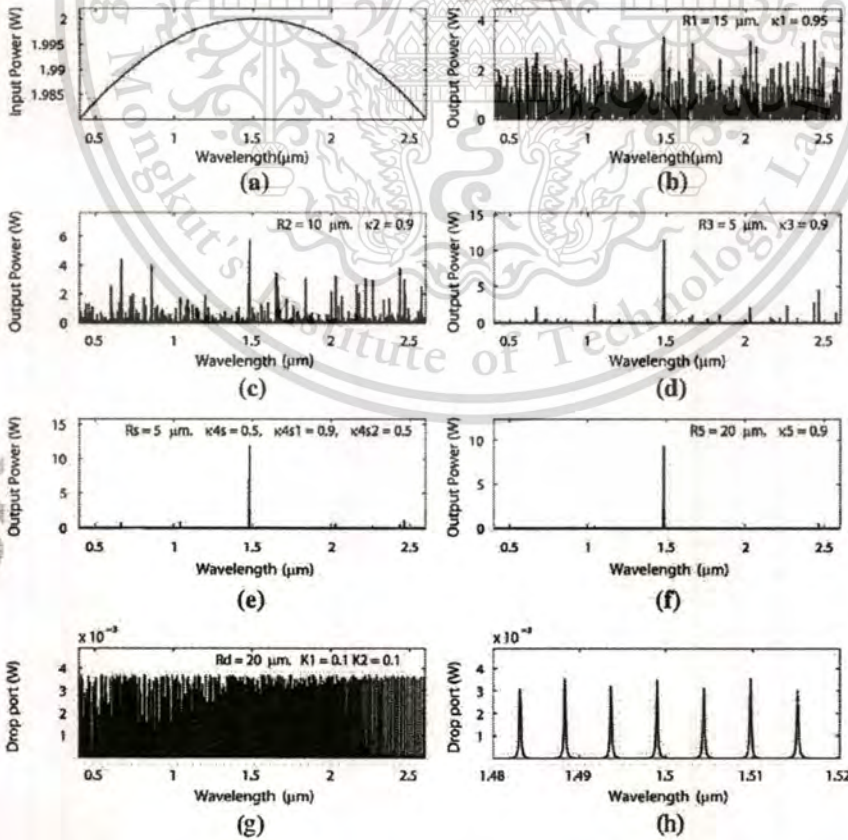 Input Power (W)
2
1.995
1.99
1.985
0.5 1 1.5 2 2.5
Wavelength(μm)
(a)
Output Power (W)
4
2
0
R1 = 15 μm. κ1 = 0.95
0.5 1 1.5 2 2.5
Wavelength(μm)
(b)
Output Power (W)
6
4
2
0
R2 = 10 μm. κ2 = 0.9
0.5 1 1.5 2 2.5
Wavelength (μm)
(c)
Output Power (W)
15
10
5
0
R3 = 5 μm. κ3 = 0.9
0.5 1 1.5 2 2.5
Wavelength (μm)
(d)
Output Power (W)
15
10
5
0
Rs = 5 μm. κ4s = 0.5, κ4s1 = 0.9, κ4s2 = 0.5
0.5 1 1.5 2 2.5
Wavelength (μm)
(e)
Output Power (W)
10
5
0
R5 = 20 μm. κ5 = 0.9
0.5 1 1.5 2 2.5
Wavelength (μm)
(f)
x 10⁻³
Drop port (W)
4
3
2
1
Rd = 20 μm. K1 = 0.1 K2 = 0.1
0.5 1 1.5 2 2.5
Wavelength (μm)
(g)
x 10⁻³
Drop port (W)
4
3
2
1
1.48 1.49 1.5 1.51 1.52
Wavelength (μm)
(h)
Mongkut's Institute of Technology La